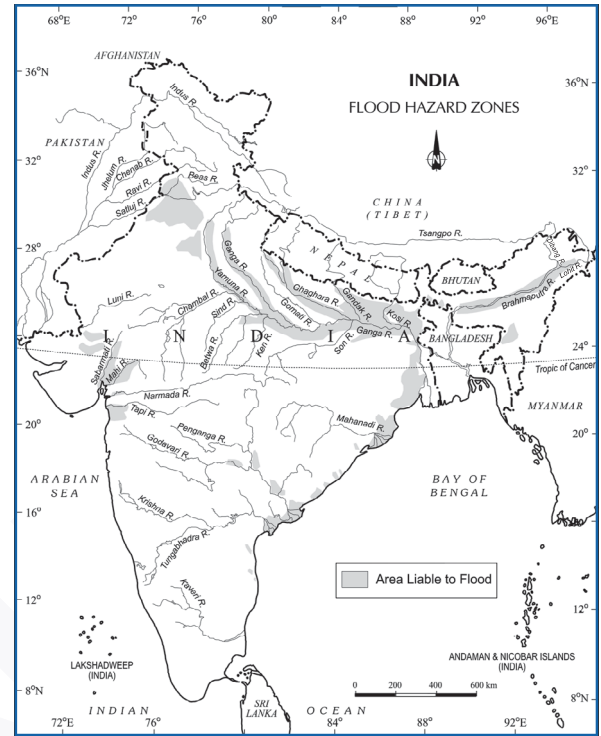 68°E 72°E 76°E 80°E 84°E 88°E 92°E 96°E
AFGHANISTAN
36°N
INDIA
36°N
FLOOD HAZARD ZONES
Indus R.
N
PAKISTAN
Indus R.
Jhelum R.
Chenab R.
32°N
Ravi R.
Beas R.
32°N
Satluj R.
CHINA
(TIBET)
Tsangpo R.
28°N
Ganga R.
NEPAL
Dibang R.
Lohit R.
28°N
Yamuna R.
BHUTAN
Brahmaputra R.
Luni R.
Chambal R.
Sind R.
Gomati R.
Ghaghora R.
Gandak R.
Kosi R.
24°N
I N D I A
Sabarmati R.
Mahi R.
Betwa R.
Ken R.
Son R.
Ganga R.
BANGLADESH
24°N
Tropic of Cancer
Narmada R.
MYANMAR
Tapi R.
20°N
Penganga R.
Mahanadi R.
20°N
Godavari R.
ARABIAN
SEA
BAY OF
BENGAL
16°N
Krishna R.
16°N
Tungabhadra R.
Area Liable to Flood
12°N
Kaveri R.
12°N
LAKSHADWEEP
(INDIA)
ANDAMAN & NICOBAR ISLANDS
(INDIA)
0 200 400 600 km
8°N
SRI
LANKA
8°N
INDIAN OCEAN
72°E 76°E 84°E 88°E 92°E